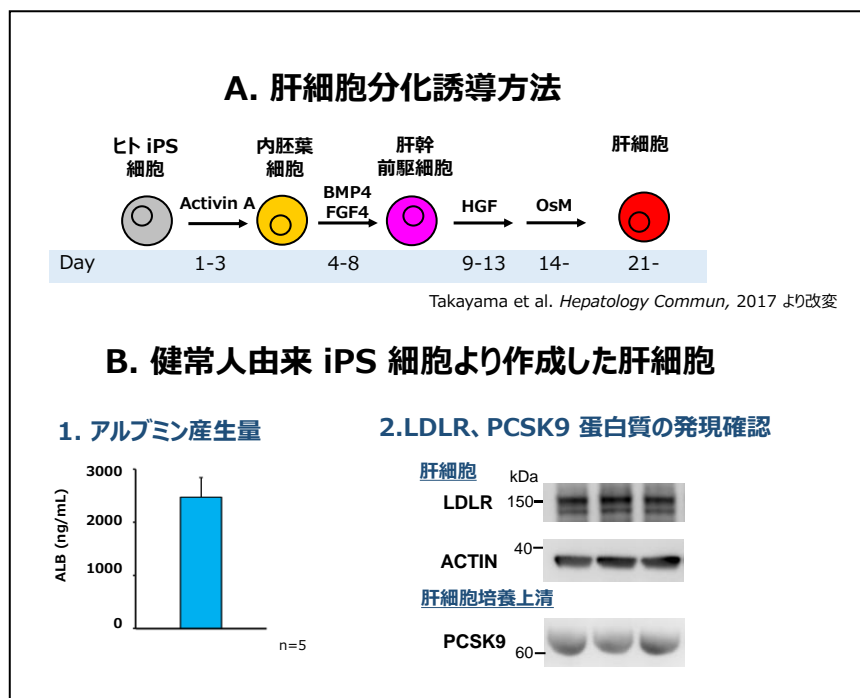 A. 肝細胞分化誘導方法
ヒト iPS
細胞
内胚葉
細胞
肝幹
前駆細胞
肝細胞
Activin A
BMP4
FGF4
HGF
OsM
Day 1-3 4-8 9-13 14- 21-
Takayama et al. Hepatology Commun, 2017 より改変
B. 健常人由来 iPS 細胞より作成した肝細胞
1. アルブミン産生量
ALB (ng/mL)
3000
2000
1000
0
n=5
2.LDLR、PCSK9 蛋白質の発現確認
肝細胞
kDa
LDLR
150
ACTIN
40
肝細胞培養上清
PCSK9
60